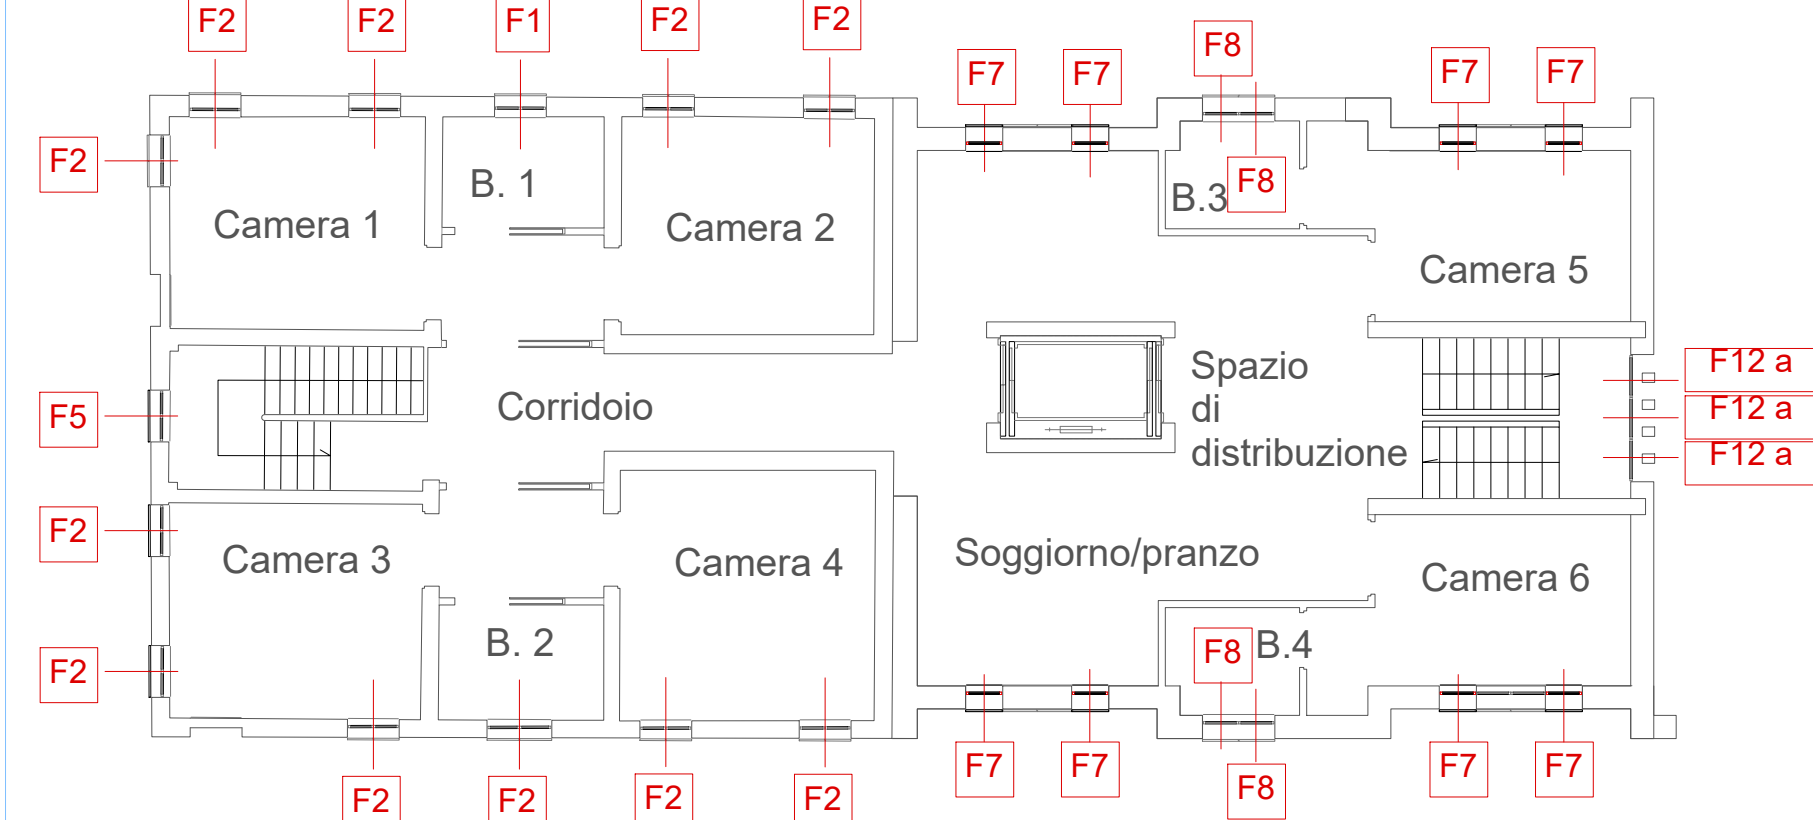 F2
F2
F1
F2
F2
F8
F7
F7
F7
F7
F2
B. 1
B.3
F8
Camera 1
Camera 2
Camera 5
Spazio
di
distribuzione
F12 a
F12 a
F12 a
F5
Corridoio
F2
Camera 3
Camera 4
Soggiorno/pranzo
Camera 6
F2
B. 2
F8
B.4
F7
F7
F7
F7
F8
F2
F2
F2
F2